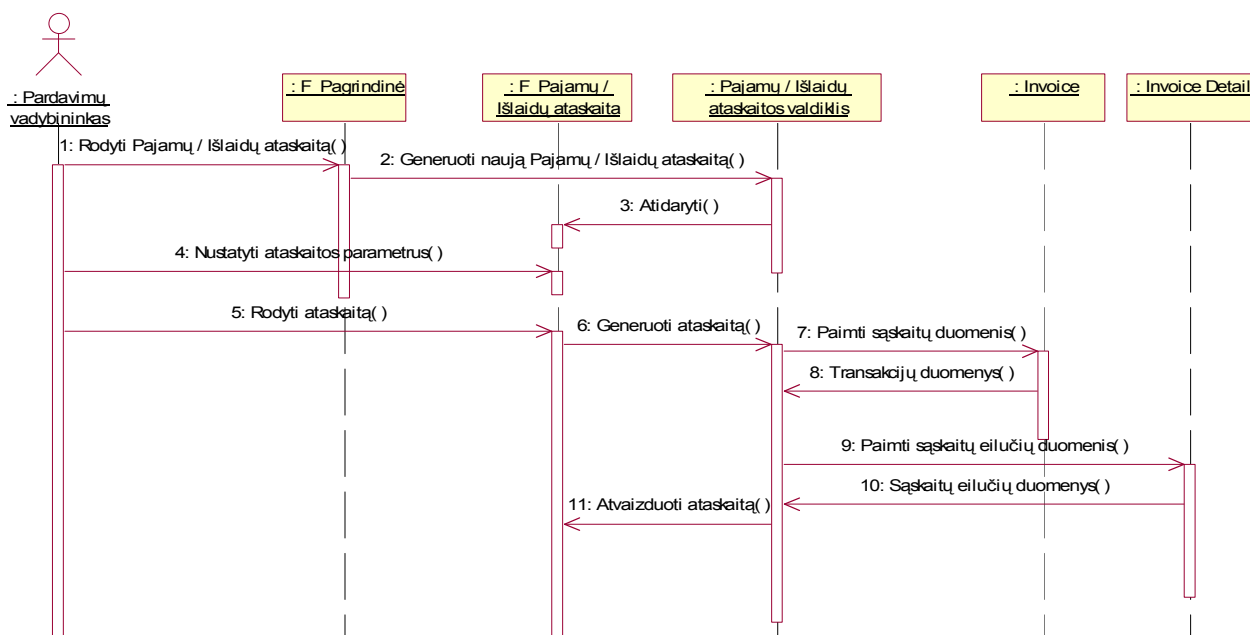 : Pardavimų
vadybininkas
: F_Pagrindinė
: F_Pajamų /
Išlaidų ataskaita
: Pajamų / Išlaidų
ataskaitos valdiklis
: Invoice
: Invoice Detail
1: Rodyti Pajamų / Išlaidų ataskaitą( )
2: Generuoti naują Pajamų / Išlaidų ataskaitą( )
3: Atidaryti( )
4: Nustatyti ataskaitos parametrus( )
5: Rodyti ataskaitą( )
6: Generuoti ataskaitą( )
7: Paimti sąskaitų duomenis( )
8: Transakcijų duomenys( )
9: Paimti sąskaitų eilučių duomenis( )
10: Sąskaitų eilučių duomenys( )
11: Atvaizduoti ataskaitą( )